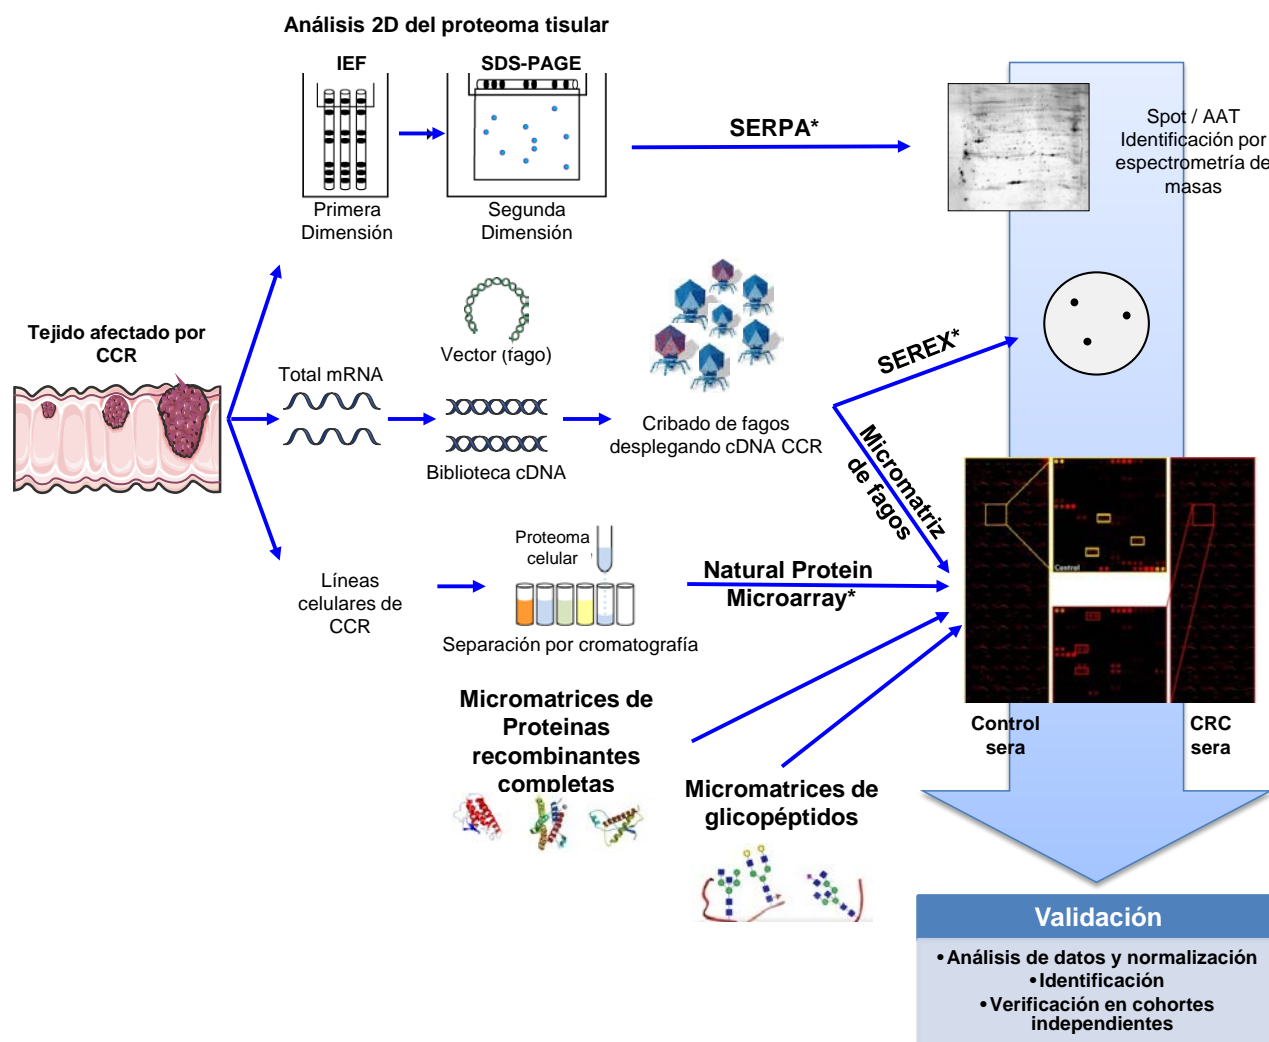 Análisis 2D del proteoma tisular
IEF
SDS-PAGE
Primera
Dimensión
Segunda
Dimensión
SERPA*
Spot / AAT
Identificación por
espectrometría de
masas
Tejido afectado por
CCR
Total mRNA
Vector (fago)
Biblioteca cDNA
Cribado de fagos
desplegando cDNA CCR
SEREX*
Micromatriz
de fagos
Líneas
celulares de
CCR
Proteoma
celular
Separación por cromatografía
Natural Protein
Microarray*
Control
Control
sera
CRC
sera
Micromatrices de
Proteinas
recombinantes
completas
Micromatrices de
glicopéptidos
Validación
•Análisis de datos y normalización
•Identificación
•Verificación en cohortes
independientes